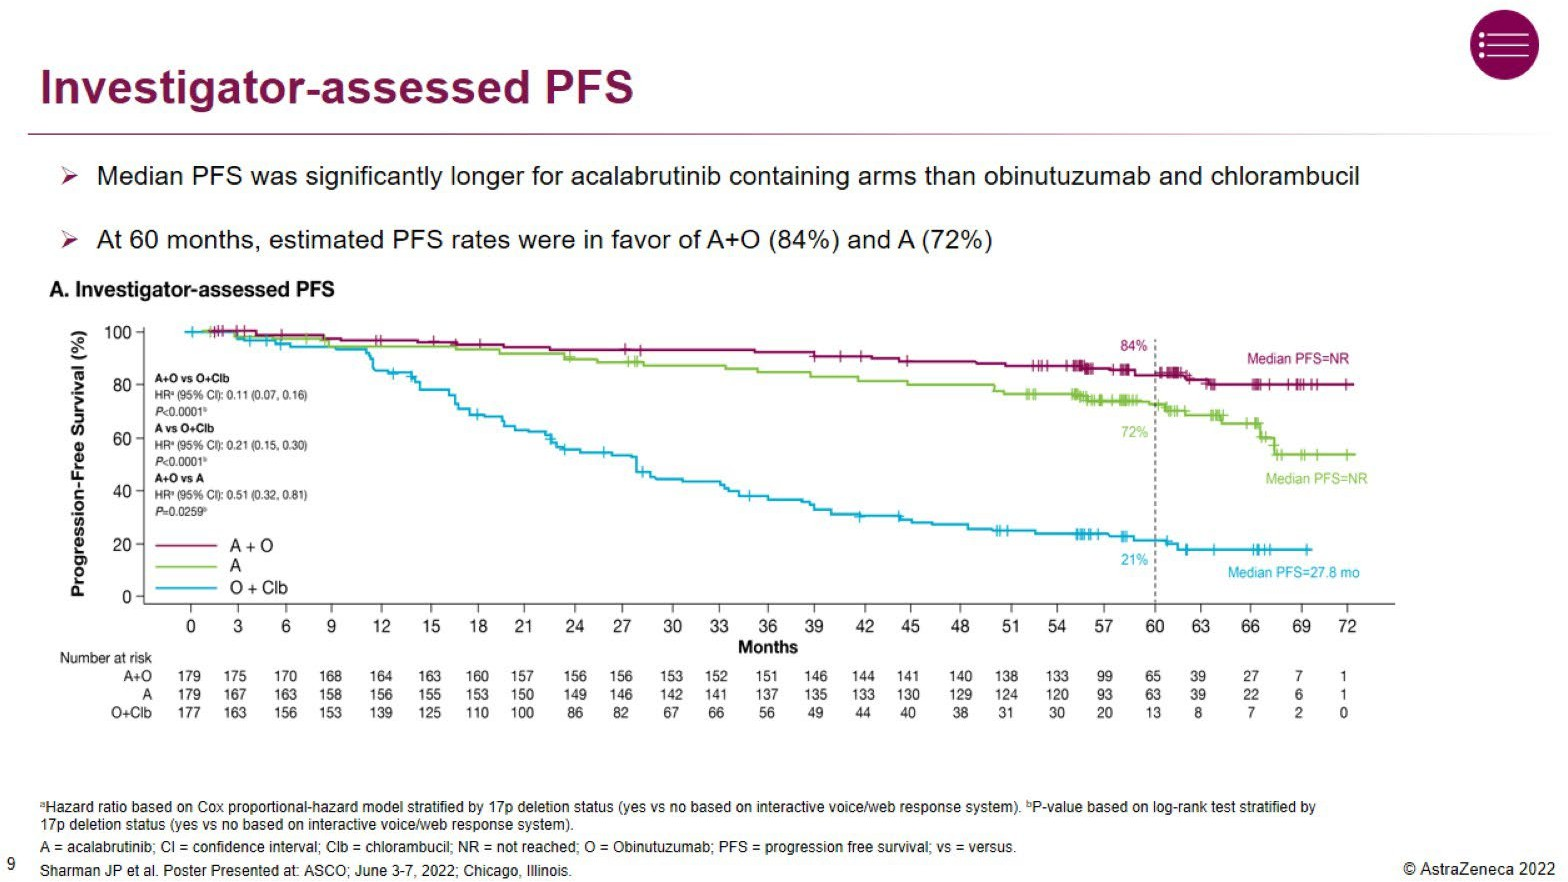 Investigator-assessed PFS
➤ Median PFS was significantly longer for acalabrutinib containing arms than obinutuzumab and chlorambucil
➤ At 60 months, estimated PFS rates were in favor of A+O (84%) and A (72%)
A. Investigator-assessed PFS
Progression-Free Survival (%)
100
80
60
40
20
0
A+O vs O+Clb
HRᵃ (95% CI): 0.11 (0.07, 0.16)
P<0.0001ᵇ
A vs O+Clb
HRᵃ (95% CI): 0.21 (0.15, 0.30)
P<0.0001ᵇ
A+O vs A
HRᵃ (95% CI): 0.51 (0.32, 0.81)
P=0.0259ᵇ
A + O
A
O + Clb
84%
Median PFS=NR
72%
Median PFS=NR
21%
Median PFS=27.8 mo
0 3 6 9 12 15 18 21 24 27 30 33 36 39 42 45 48 51 54 57 60 63 66 69 72
Months
Number at risk
A+O 179 175 170 168 164 163 160 157 156 156 153 152 151 146 144 141 140 138 133 99 65 39 27 7 1
A 179 167 163 158 156 155 153 150 149 146 142 141 137 135 133 130 129 124 120 93 63 39 22 6 1
O+Clb 177 163 156 153 139 125 110 100 86 82 67 66 56 49 44 40 38 31 30 20 13 8 7 2 0
ᵃHazard ratio based on Cox proportional-hazard model stratified by 17p deletion status (yes vs no based on interactive voice/web response system). ᵇP-value based on log-rank test stratified by
17p deletion status (yes vs no based on interactive voice/web response system).
A = acalabrutinib; CI = confidence interval; Clb = chlorambucil; NR = not reached; O = Obinutuzumab; PFS = progression free survival; vs = versus.
9
Sharman JP et al. Poster Presented at: ASCO; June 3-7, 2022; Chicago, Illinois.
© AstraZeneca 2022